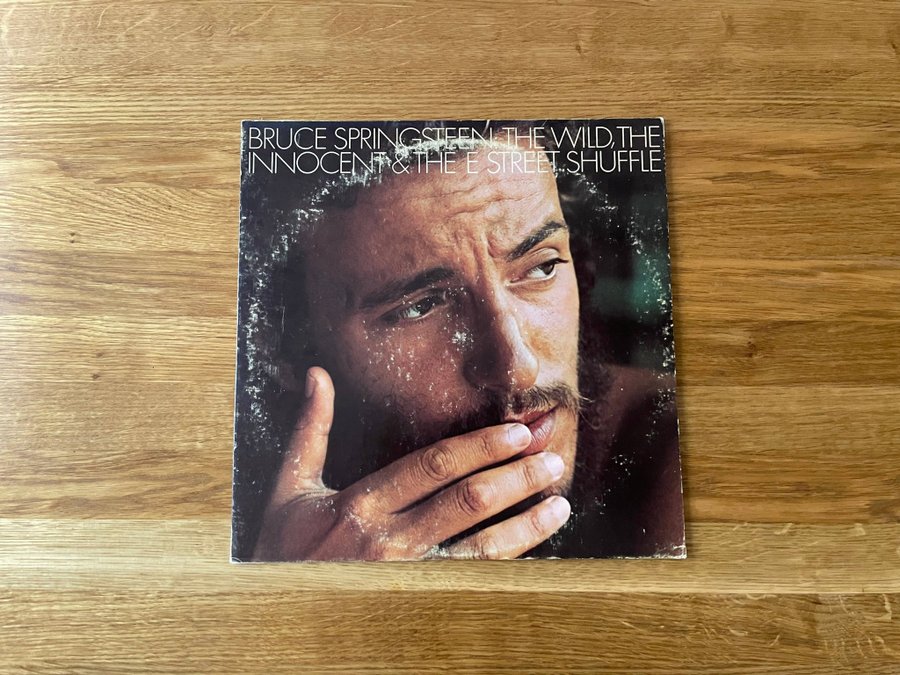 BRUCE SPRINGSTEEN: THE WILD, THE
INNOCENT & THE E STREET SHUFFLE